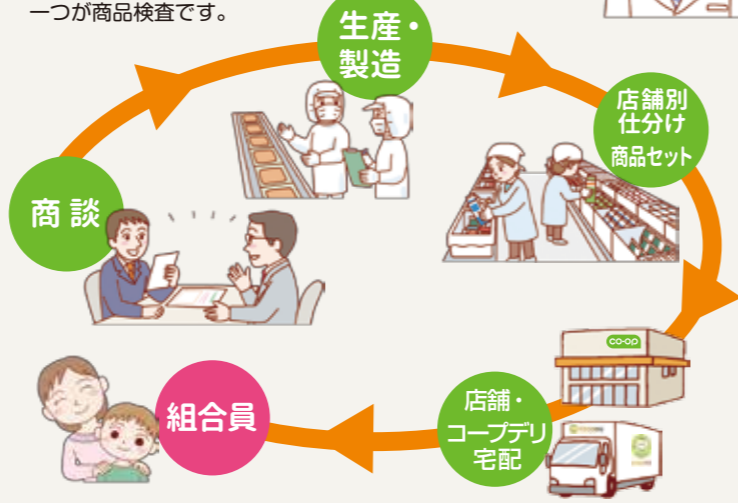 一つが商品検査です。
生産・
製造
店舗別
仕分け
商品セット
商談
co・op
組合員
店舗・
コープデリ
宅配